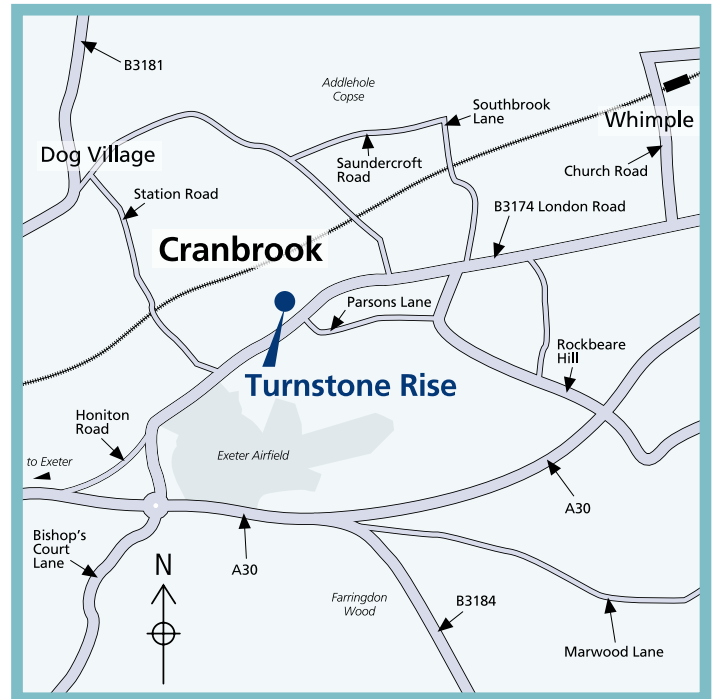 B3181
Addlehole
Copse
Southbrook
Lane
Whimple
Dog Village
Saundercroft
Road
Church Road
Station Road
B3174 London Road
Cranbrook
Parsons Lane
Rockbeare
Hill
Turnstone Rise
Honiton
Road
to Exeter
Exeter Airfield
A30
Bishop's
Court
Lane
N
A30
Farringdon
Wood
B3184
Marwood Lane